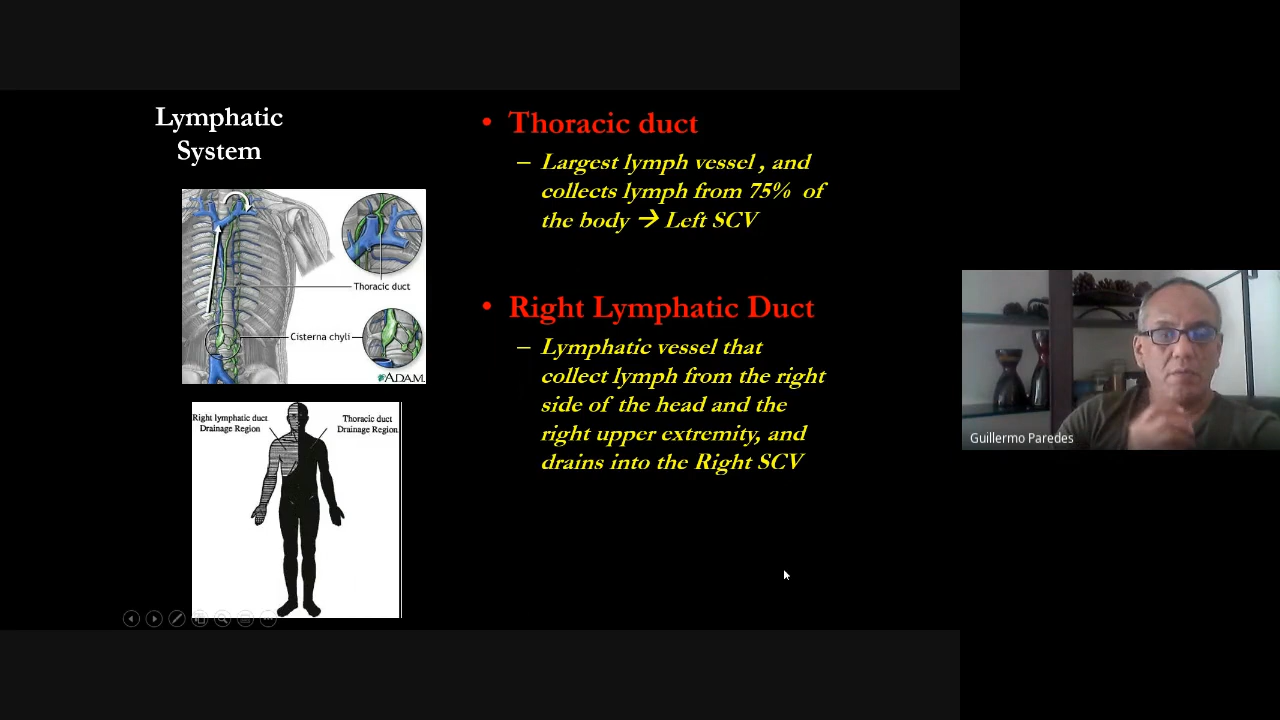 Lymphatic
System
Thoracic duct
Cisterna chyli
ADAM.
Right lymphatic duct
Drainage Region
Thoracic duct
Drainage Region
• Thoracic duct
– Largest lymph vessel , and
collects lymph from 75% of
the body → Left SCV
• Right Lymphatic Duct
– Lymphatic vessel that
collect lymph from the right
side of the head and the
right upper extremity, and
drains into the Right SCV
Guillermo Paredes